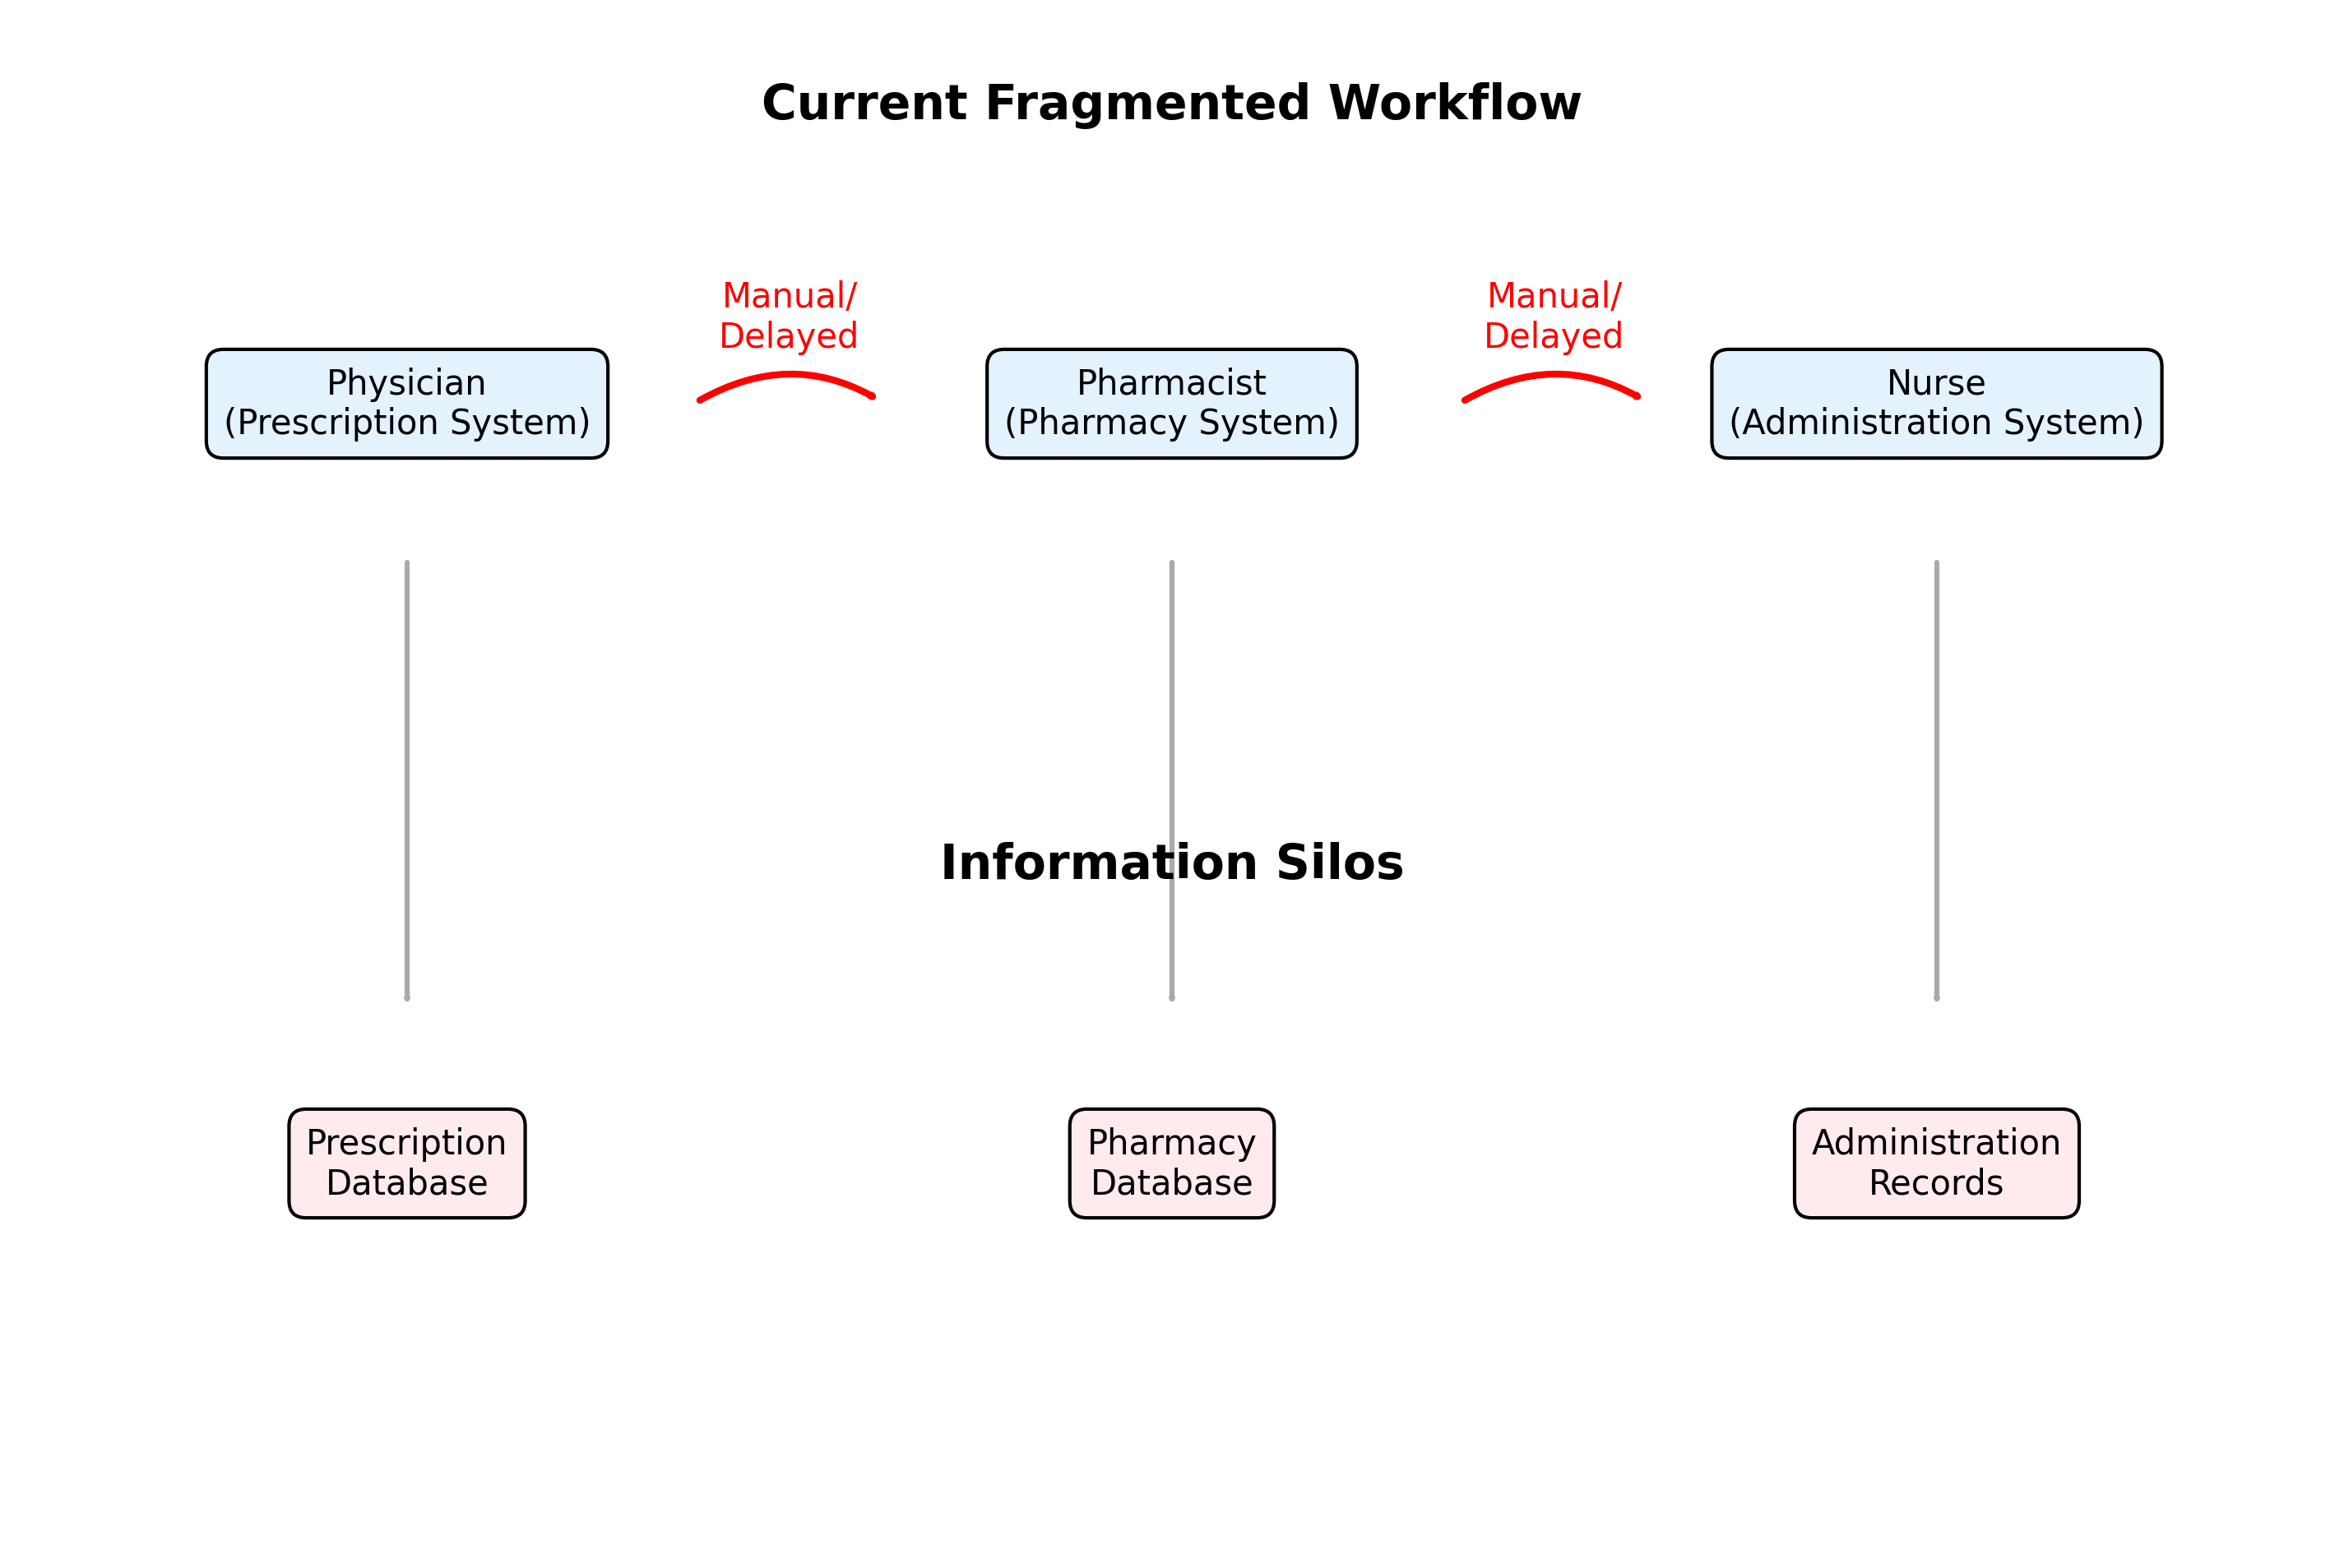 Current Fragmented Workflow
Manual/
Delayed
Manual/
Delayed
Physician
(Prescription System)
Pharmacist
(Pharmacy System)
Nurse
(Administration System)
Information Silos
Prescription
Database
Pharmacy
Database
Administration
Records